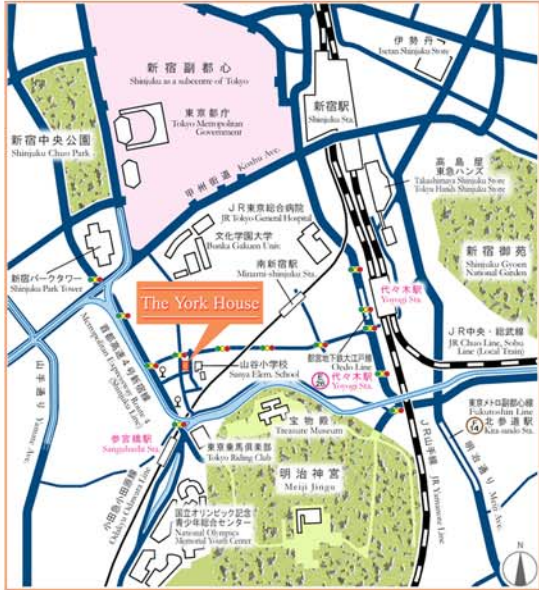 伊勢丹
Isetan Shinjuku Store
新宿副都心
Shinjuku as a subcentre of Tokyo
新宿駅
Shinjuku Sta.
東京都庁
Tokyo Metropolitan
Government
新宿中央公園
Shinjuku Chuo Park
甲州街道 Koshu Ave.
高島屋
東急ハンズ
Takashimaya Shinjuku Store
Tokyu Hands Shinjuku Store
JR東京総合病院
JR Tokyo General Hospital
文化学園大学
Bunka Gakuen Univ.
新宿御苑
Shinjuku Gyoen
National Garden
南新宿駅
Minami-shinjuku Sta.
新宿パークタワー
Shinjuku Park Tower
代々木駅
Yoyogi Sta.
The York House
首都高速4号新宿線
Metropolitan Expressway Route 4
(Shinjuku Line)
JR中央・総武線
JR Chuo Line, Sobu
Line (Local Train)
都営地下鉄大江戸線
Oedo Line
山谷小学校
Sanya Elem. School
代々木駅
Yoyogi Sta.
山手通り Yamate Ave.
東京メトロ副都心線
Fukutoshin Line
北参道駅
Kita-sando Sta.
宝物殿
Treasure Museum
参宮橋駅
Sangubashi Sta.
東京乗馬倶楽部
Tokyo Riding Club
明治神宮
Meiji Jingu
JR山手線 JR Yamanote Line
明治通り Meiji Ave.
小田急小田原線
Odakyu Odawara Line
国立オリンピック記念
青少年総合センター
National Olympics
Memorial Youth Center
N